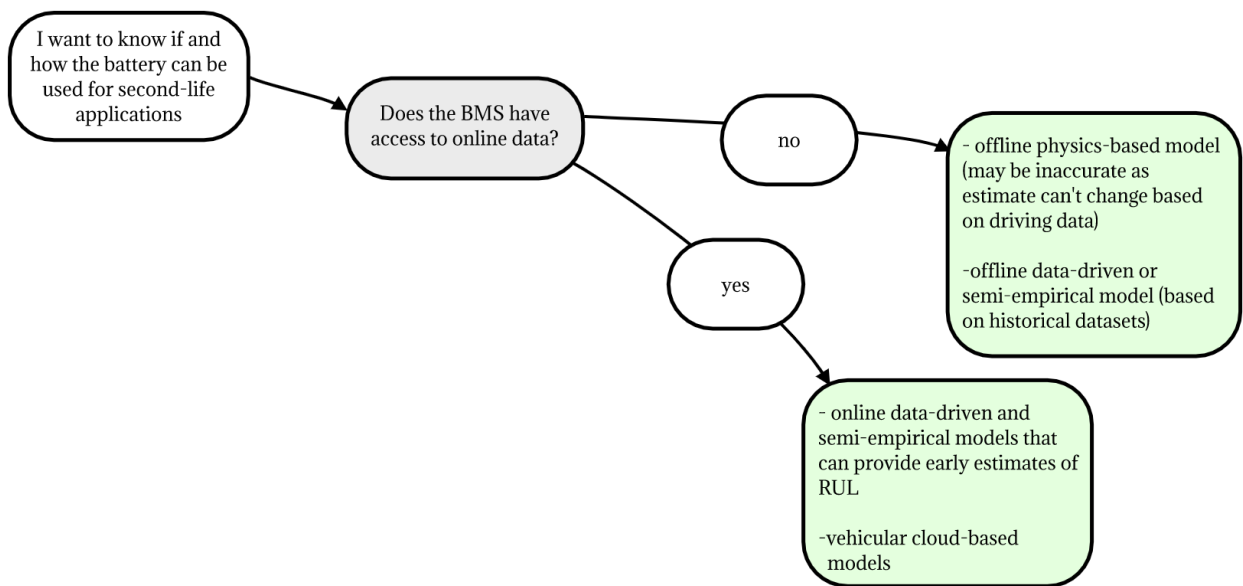 I want to know if and
how the battery can be
used for second-life
applications
Does the BMS have
access to online data?
no
- offline physics-based model
(may be inaccurate as
estimate can't change based
on driving data)
-offline data-driven or
semi-empirical model (based
on historical datasets)
yes
- online data-driven and
semi-empirical models that
can provide early estimates of
RUL
-vehicular cloud-based
models